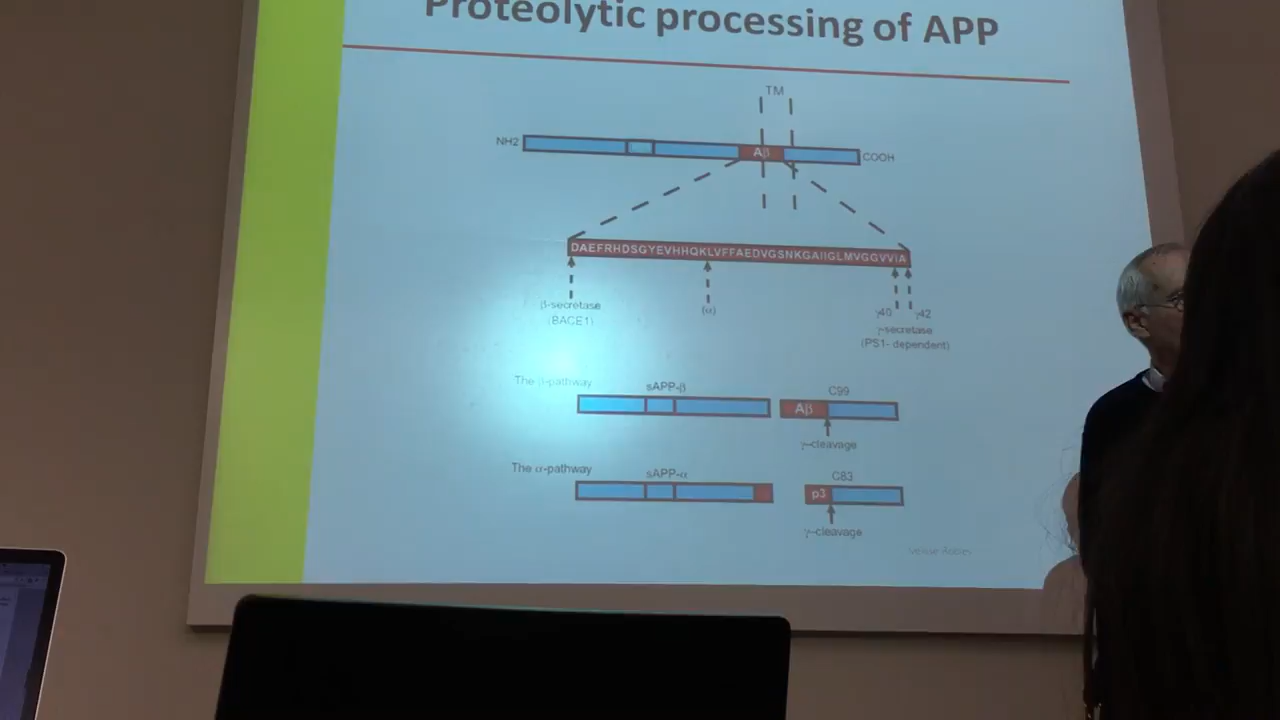 Proteolytic processing of APP
TM
NH2
Aβ
COOH
DAEFRHDSGYEVHHQKLVFFAEDVGSNKGAIIGLMVGGVVIA
β-secretase
(BACE1)
(α)
γ40
γ42
γ-secretase
(PS1- dependent)
The β-pathway
sAPP-β
C99
Aβ
γ-cleavage
The α-pathway
sAPP-α
C83
p3
γ-cleavage